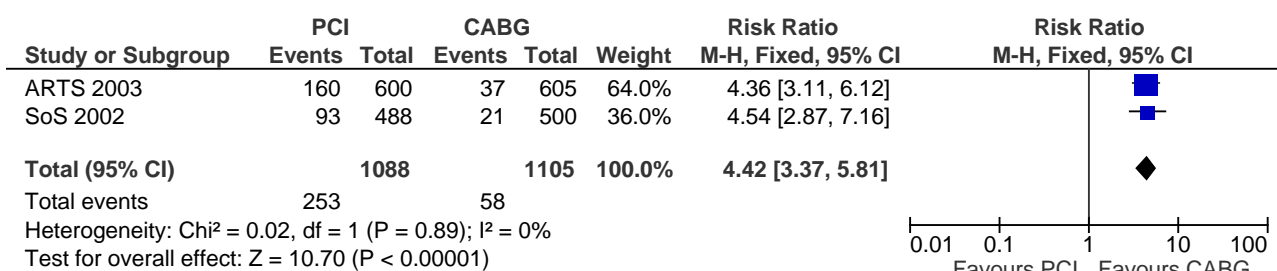 PCI CABG Risk Ratio Risk Ratio
Study or Subgroup Events Total Events Total Weight M-H, Fixed, 95% CI M-H, Fixed, 95% CI
ARTS 2003 160 600 37 605 64.0% 4.36 [3.11, 6.12]
SoS 2002 93 488 21 500 36.0% 4.54 [2.87, 7.16]
Total (95% CI) 1088 1105 100.0% 4.42 [3.37, 5.81]
Total events 253 58
Heterogeneity: Chi² = 0.02, df = 1 (P = 0.89); I² = 0%
Test for overall effect: Z = 10.70 (P < 0.00001)
0.01 0.1 1 10 100
Favours PCI Favours CABG